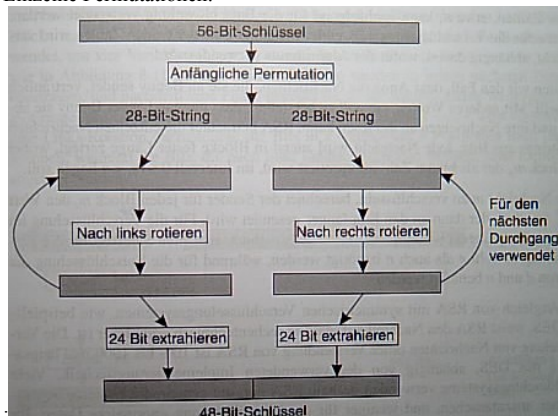 56-Bit-Schlüssel
Anfängliche Permutation
28-Bit-String 28-Bit-String
Nach links rotieren Nach rechts rotieren
Für den
nächsten
Durchgang
verwendet
24 Bit extrahieren 24 Bit extrahieren
48-Bit-Schlüssel